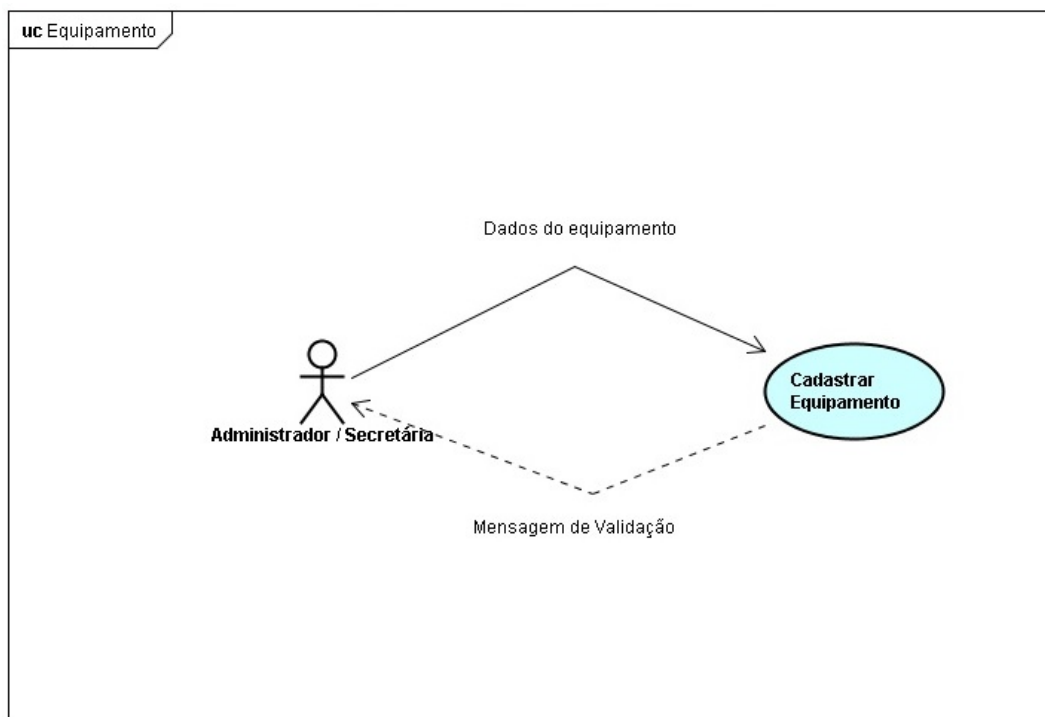 uc Equipamento
Dados do equipamento
Cadastrar
Equipamento
Administrador / Secretária
Mensagem de Validação